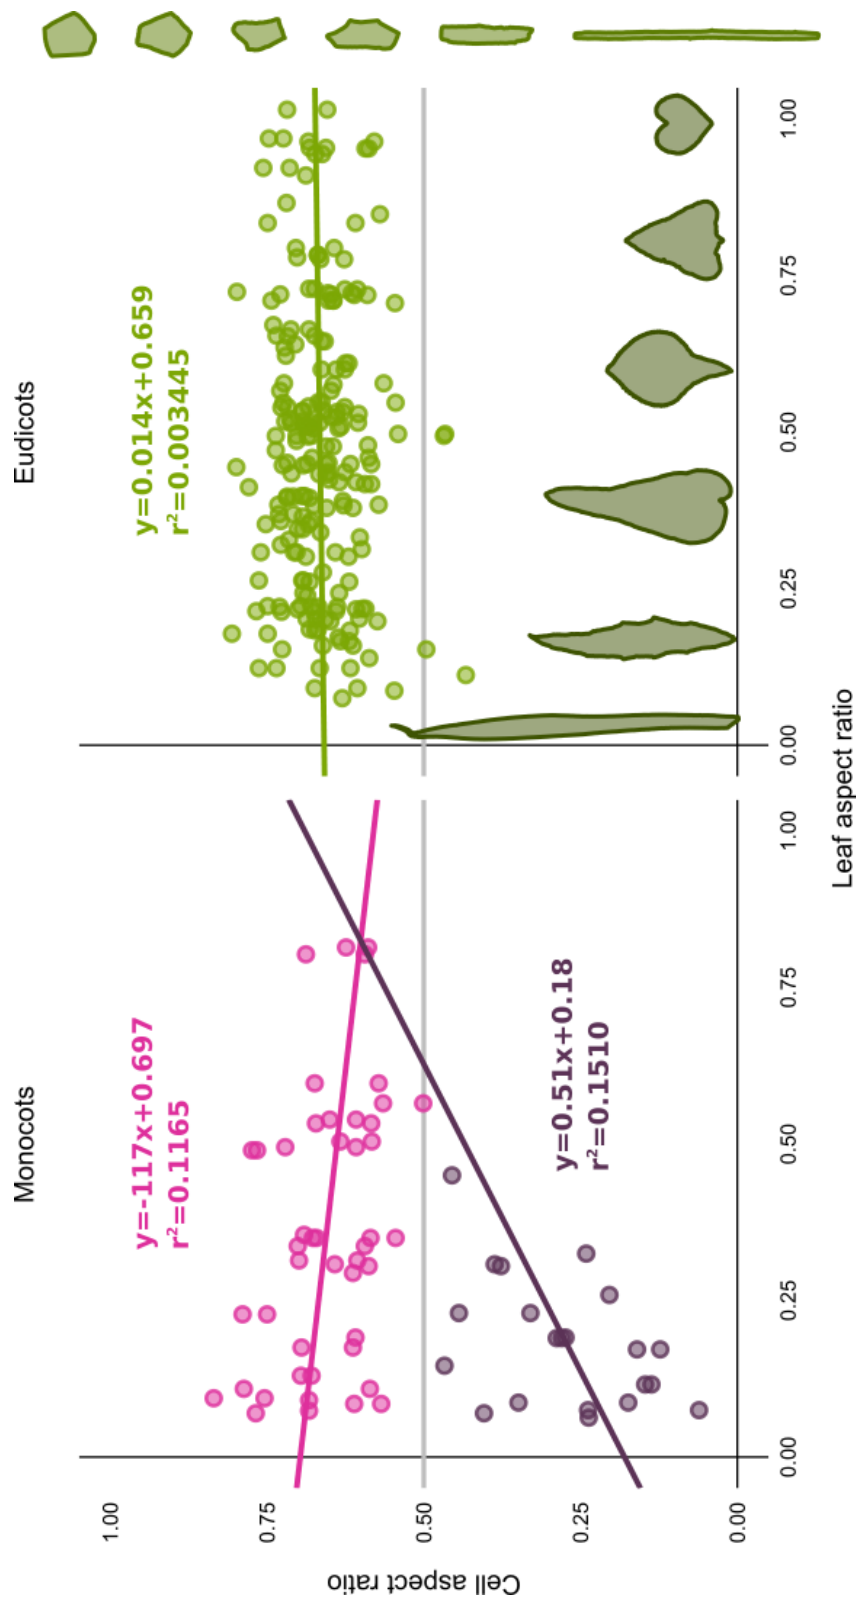 Monocots
Eudicots
y=-117x+0.697
r²=0.1165
y=0.014x+0.659
r²=0.003445
y=0.51x+0.18
r²=0.1510
Cell aspect ratio
1.00
0.75
0.50
0.25
0.00
0.00 0.25 0.50 0.75 1.00
0.00 0.25 0.50 0.75 1.00
Leaf aspect ratio